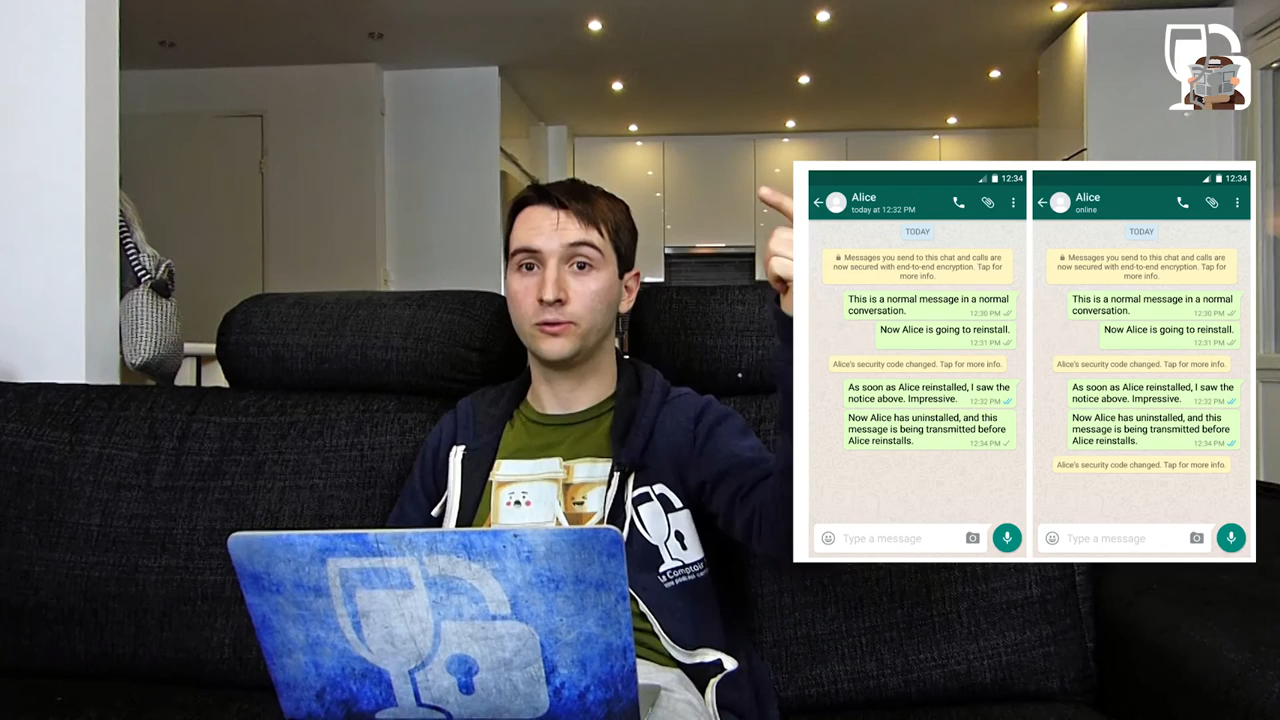 12:34
Alice
today at 12:32 PM
TODAY
Messages you send to this chat and calls are
now secured with end-to-end encryption. Tap for
more info.
This is a normal message in a normal
conversation.
12:30 PM
Now Alice is going to reinstall.
12:31 PM
Alice's security code changed. Tap for more info.
As soon as Alice reinstalled, I saw the
notice above. Impressive.
12:32 PM
Now Alice has uninstalled, and this
message is being transmitted before
Alice reinstalls.
12:34 PM
Type a message
12:34
Alice
online
TODAY
Messages you send to this chat and calls are
now secured with end-to-end encryption. Tap for
more info.
This is a normal message in a normal
conversation.
12:30 PM
Now Alice is going to reinstall.
12:31 PM
Alice's security code changed. Tap for more info.
As soon as Alice reinstalled, I saw the
notice above. Impressive.
12:32 PM
Now Alice has uninstalled, and this
message is being transmitted before
Alice reinstalls.
12:34 PM
Alice's security code changed. Tap for more info.
Type a message
Le Comptoir